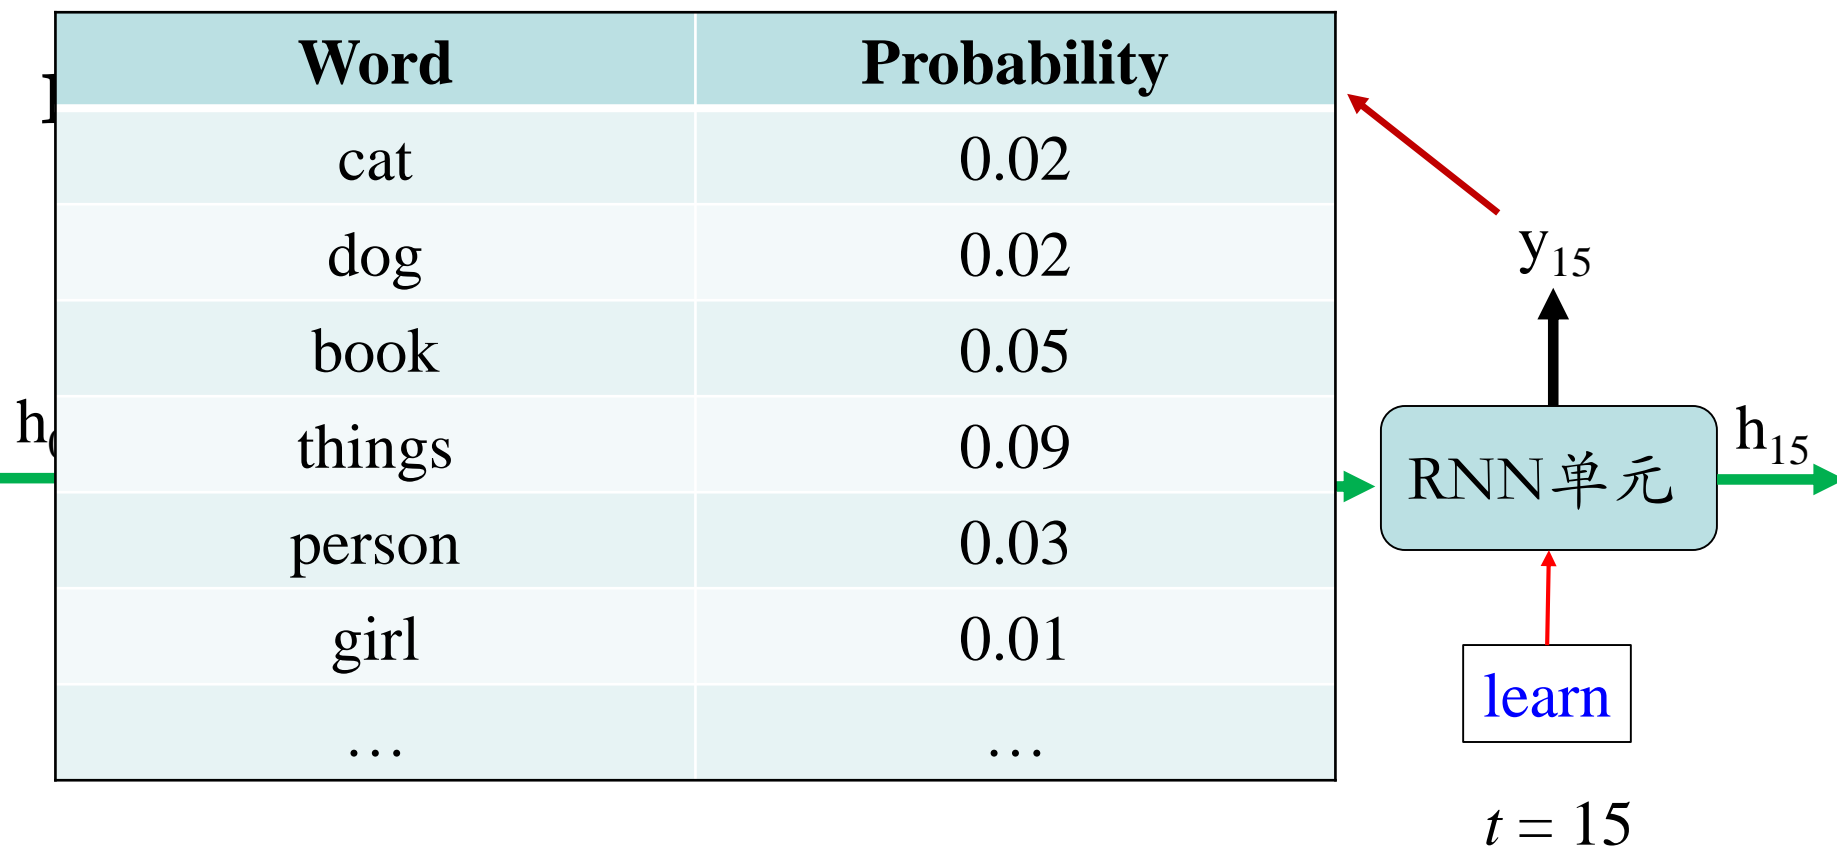 Word Probability
cat 0.02
dog 0.02
book 0.05
things 0.09
person 0.03
girl 0.01
… …
y₁₅
h₁₅
RNN单元
learn
t = 15